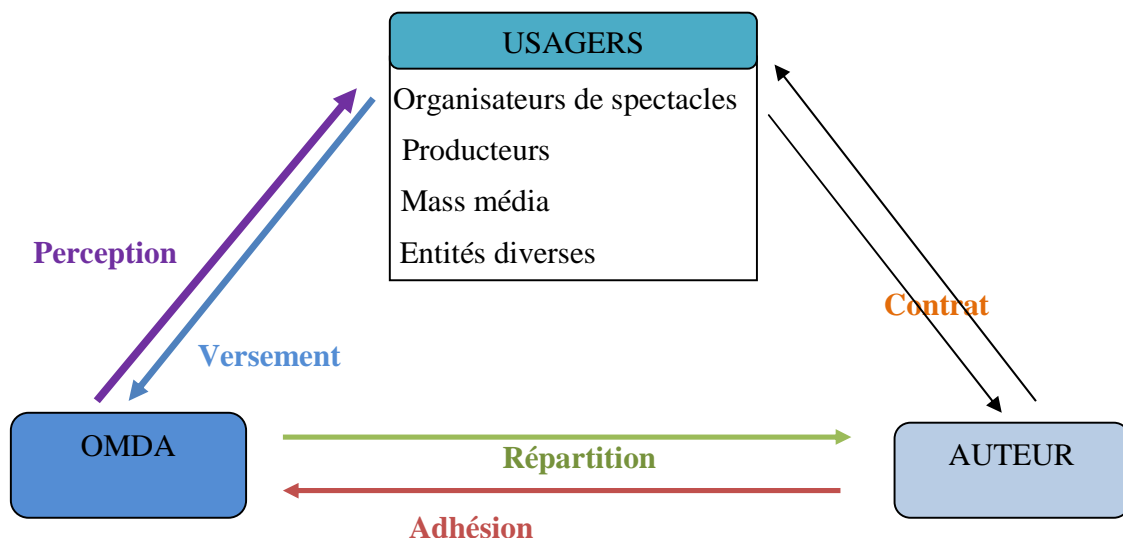 USAGERS
Organisateurs de spectacles
Producteurs
Mass média
Entités diverses
Perception
Contrat
Versement
OMDA
Répartition
AUTEUR
Adhésion